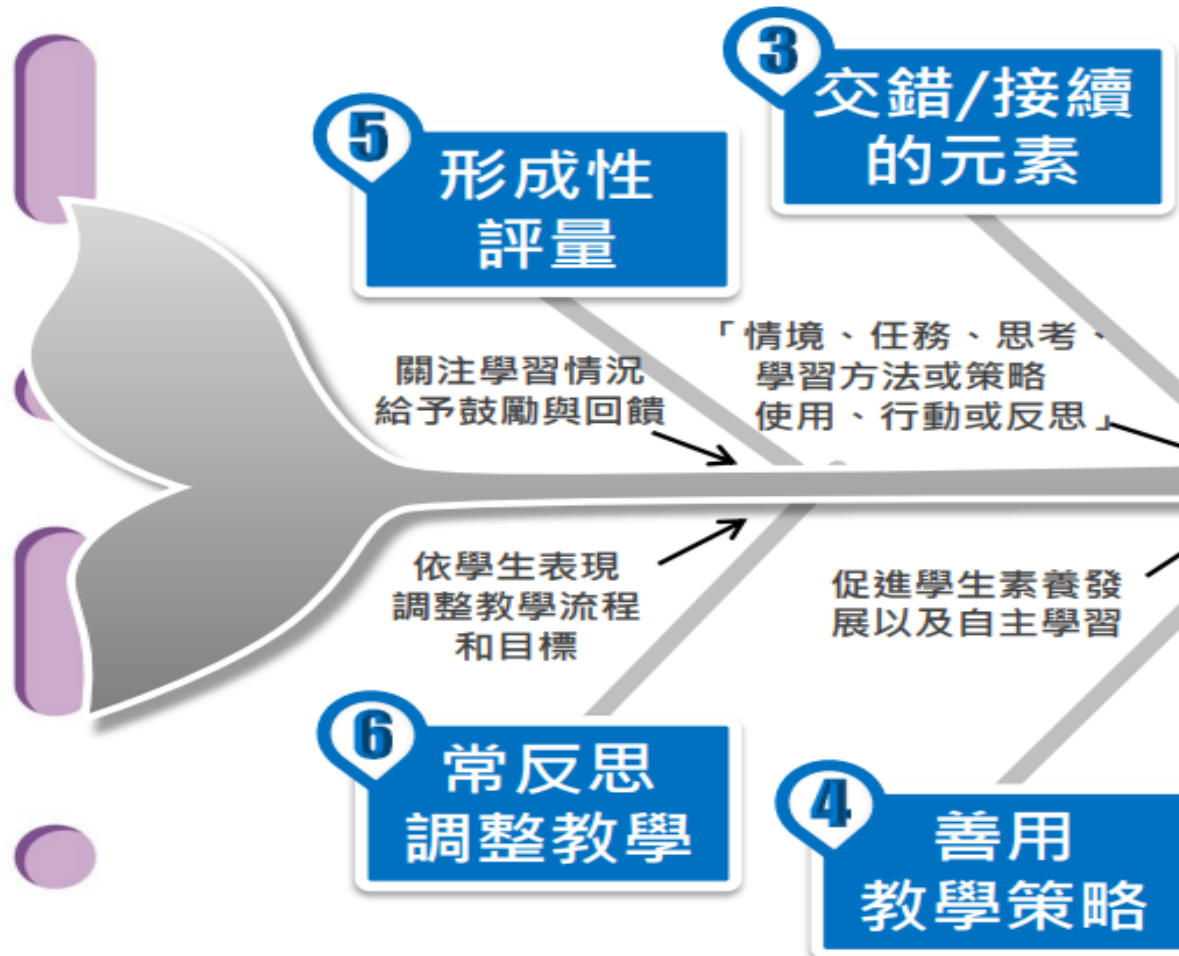 3
交錯/接續
的元素
「情境、任務、思考、
學習方法或策略
使用、行動或反思」
5
形成性
評量
關注學習情況
給予鼓勵與回饋
依學生表現
調整教學流程
和目標
6
常反思
調整教學
促進學生素養發
展以及自主學習
4
善用
教學策略